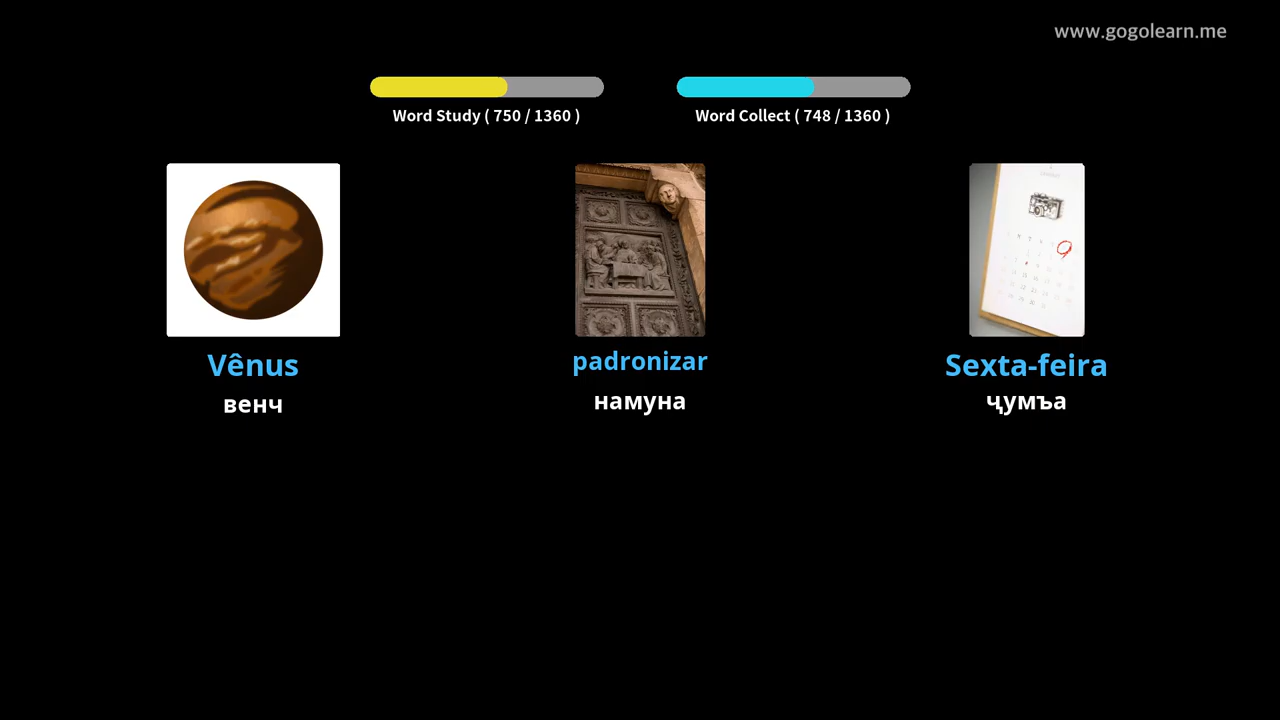 www.gogolearn.me
Word Study ( 750 / 1360 )
Word Collect ( 748 / 1360 )
Vênus
венч
padronizar
намуна
Sexta-feira
ҷумъа